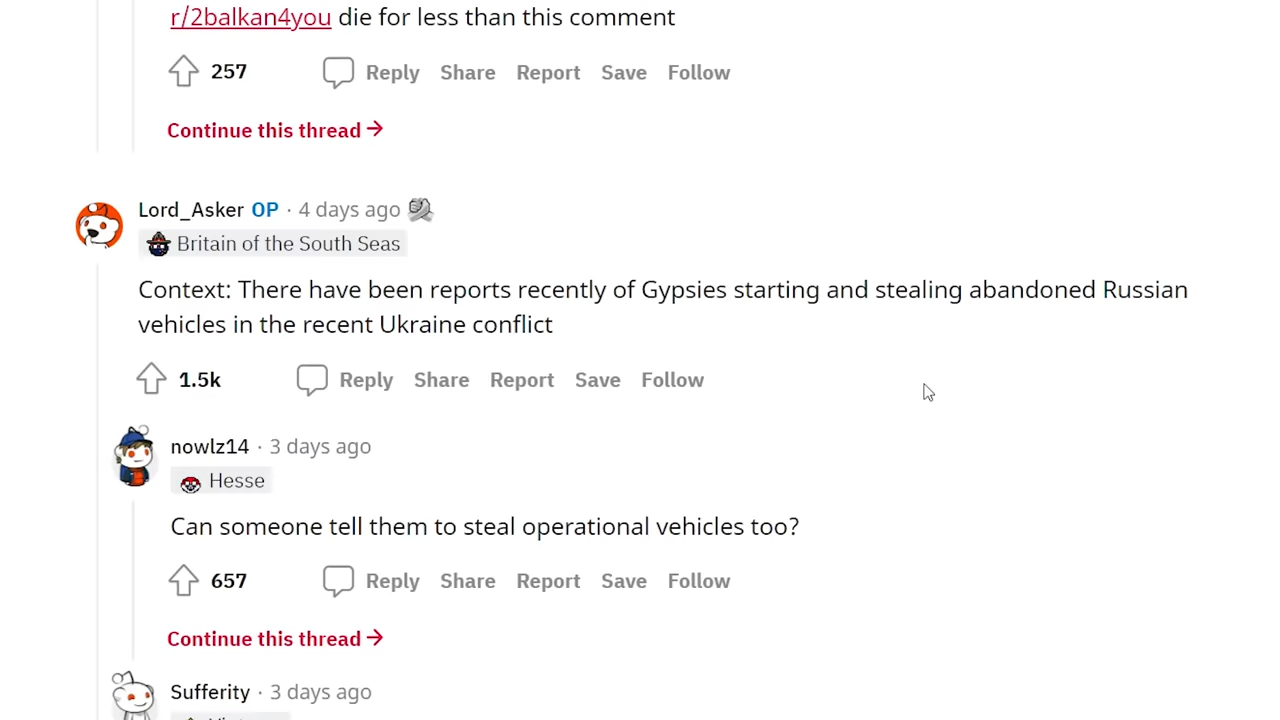 r/2balkan4you die for less than this comment
257 Reply Share Report Save Follow
Continue this thread →
Lord_Asker OP · 4 days ago
Britain of the South Seas
Context: There have been reports recently of Gypsies starting and stealing abandoned Russian
vehicles in the recent Ukraine conflict
1.5k Reply Share Report Save Follow
nowlz14 · 3 days ago
Hesse
Can someone tell them to steal operational vehicles too?
657 Reply Share Report Save Follow
Continue this thread →
Sufferity · 3 days ago